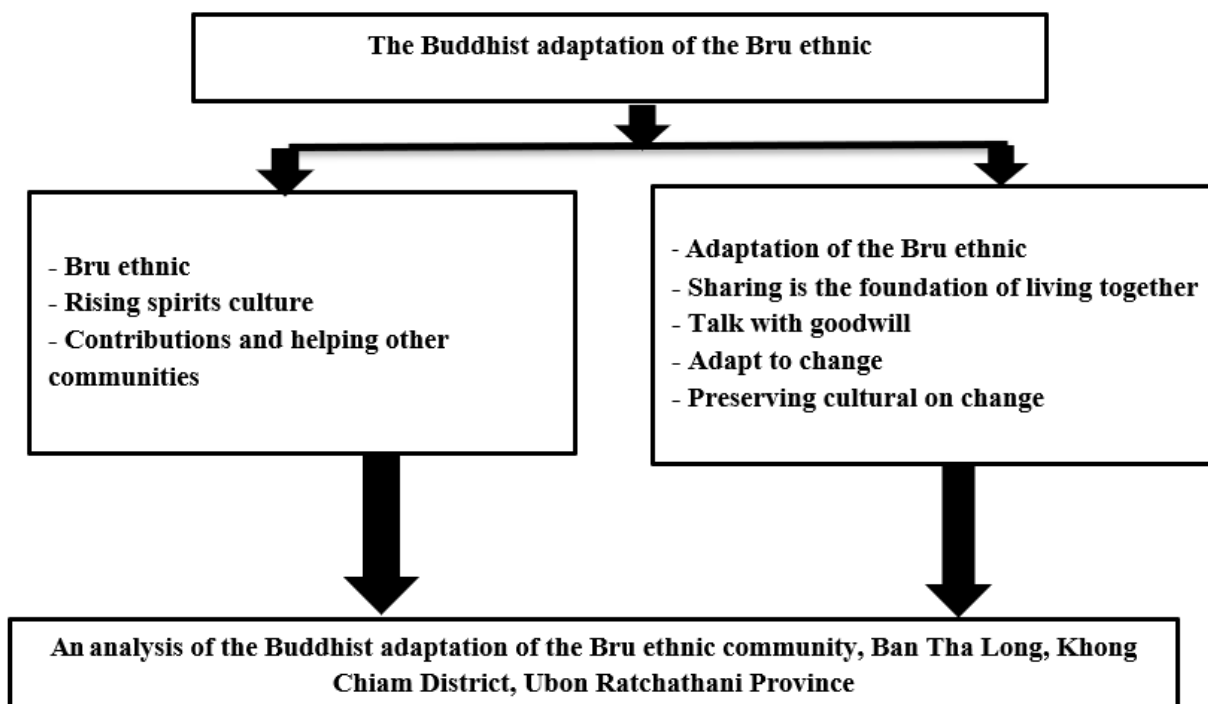 The Buddhist adaptation of the Bru ethnic
- Bru ethnic
- Rising spirits culture
- Contributions and helping other
communities
- Adaptation of the Bru ethnic
- Sharing is the foundation of living together
- Talk with goodwill
- Adapt to change
- Preserving cultural on change
An analysis of the Buddhist adaptation of the Bru ethnic community, Ban Tha Long, Khong
Chiam District, Ubon Ratchathani Province